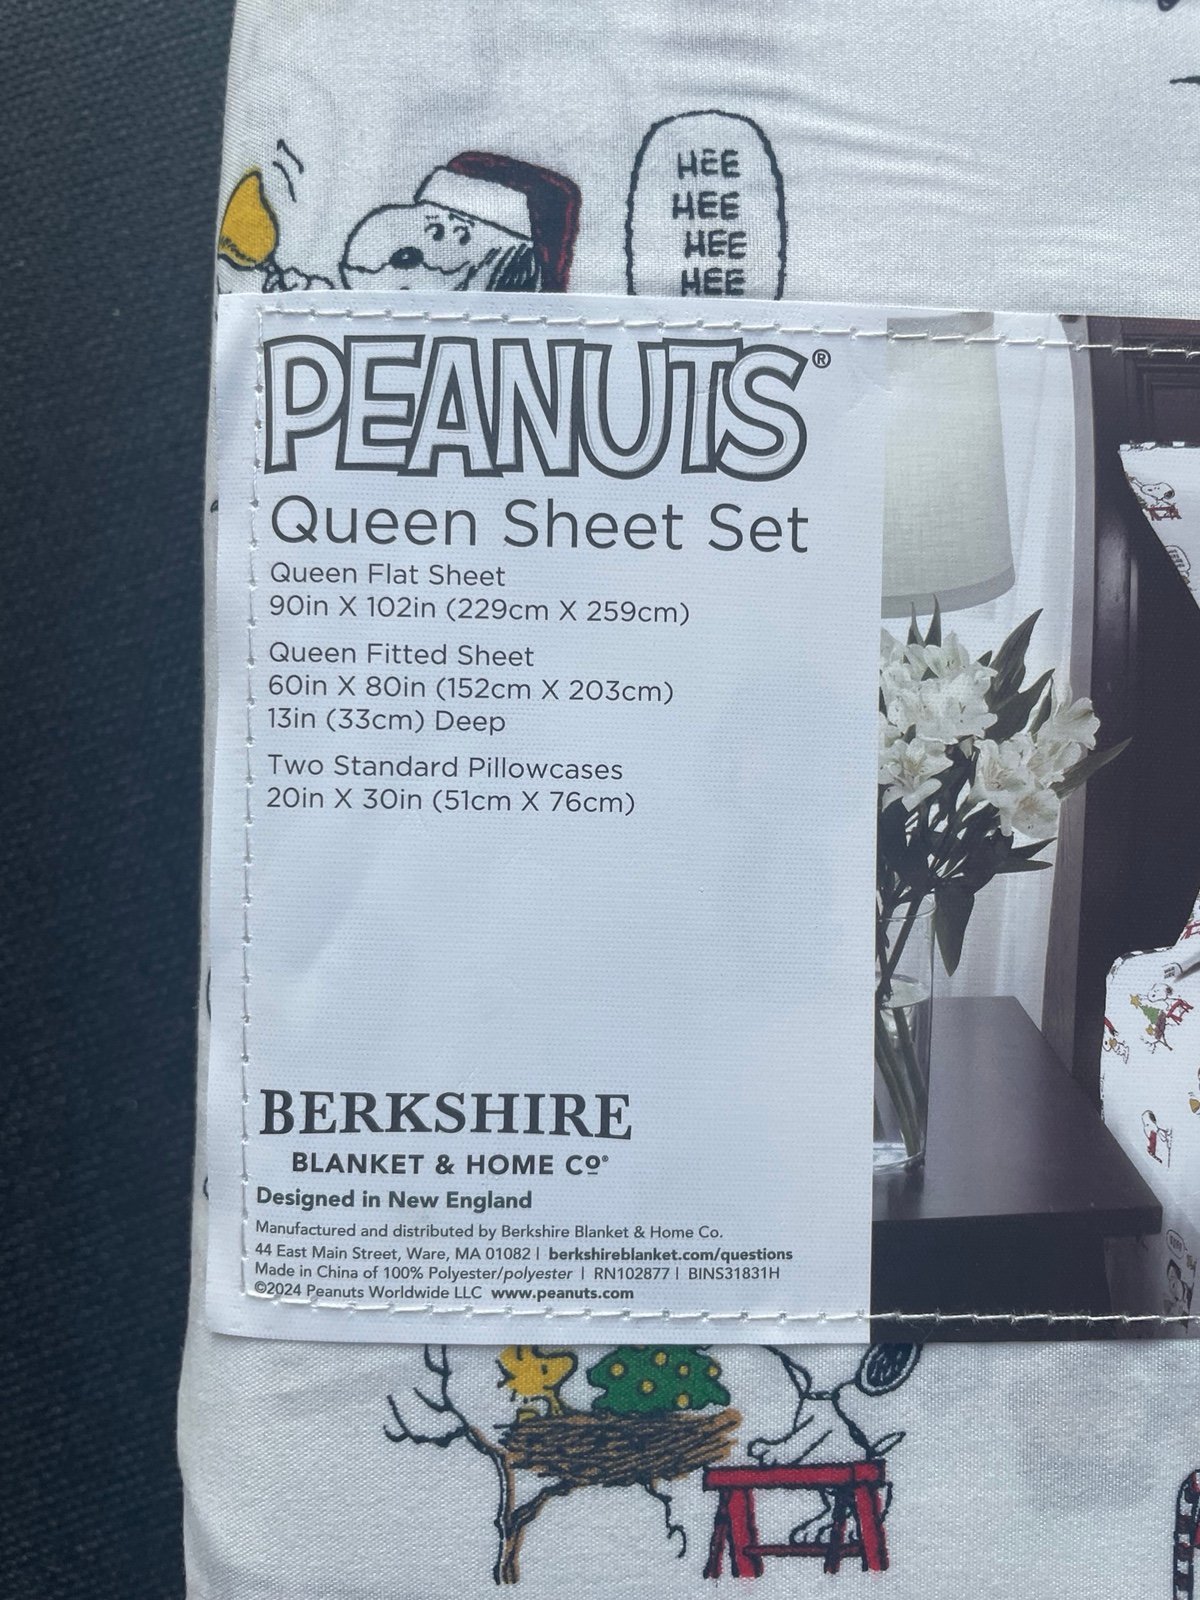 HEE
HEE
HEE
HEE
PEANUTS®
Queen Sheet Set
Queen Flat Sheet
90in X 102in (229cm X 259cm)
Queen Fitted Sheet
60in X 80in (152cm X 203cm)
13in (33cm) Deep
Two Standard Pillowcases
20in X 30in (51cm X 76cm)
BERKSHIRE
BLANKET & HOME Cº®
Designed in New England
Manufactured and distributed by Berkshire Blanket & Home Co.
44 East Main Street, Ware, MA 01082 | berkshireblanket.com/questions
Made in China of 100% Polyester/polyester | RN102877 | BINS31831H
©2024 Peanuts Worldwide LLC www.peanuts.com